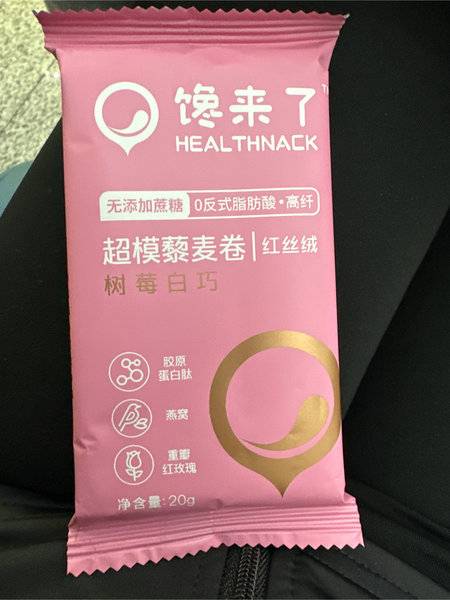 馋来了
HEALTHNACK
无添加蔗糖 0反式脂肪酸·高纤
超模藜麦卷|红丝绒
树莓白巧
胶原
蛋白肽
燕窝
重瓣
红玫瑰
净含量:20g